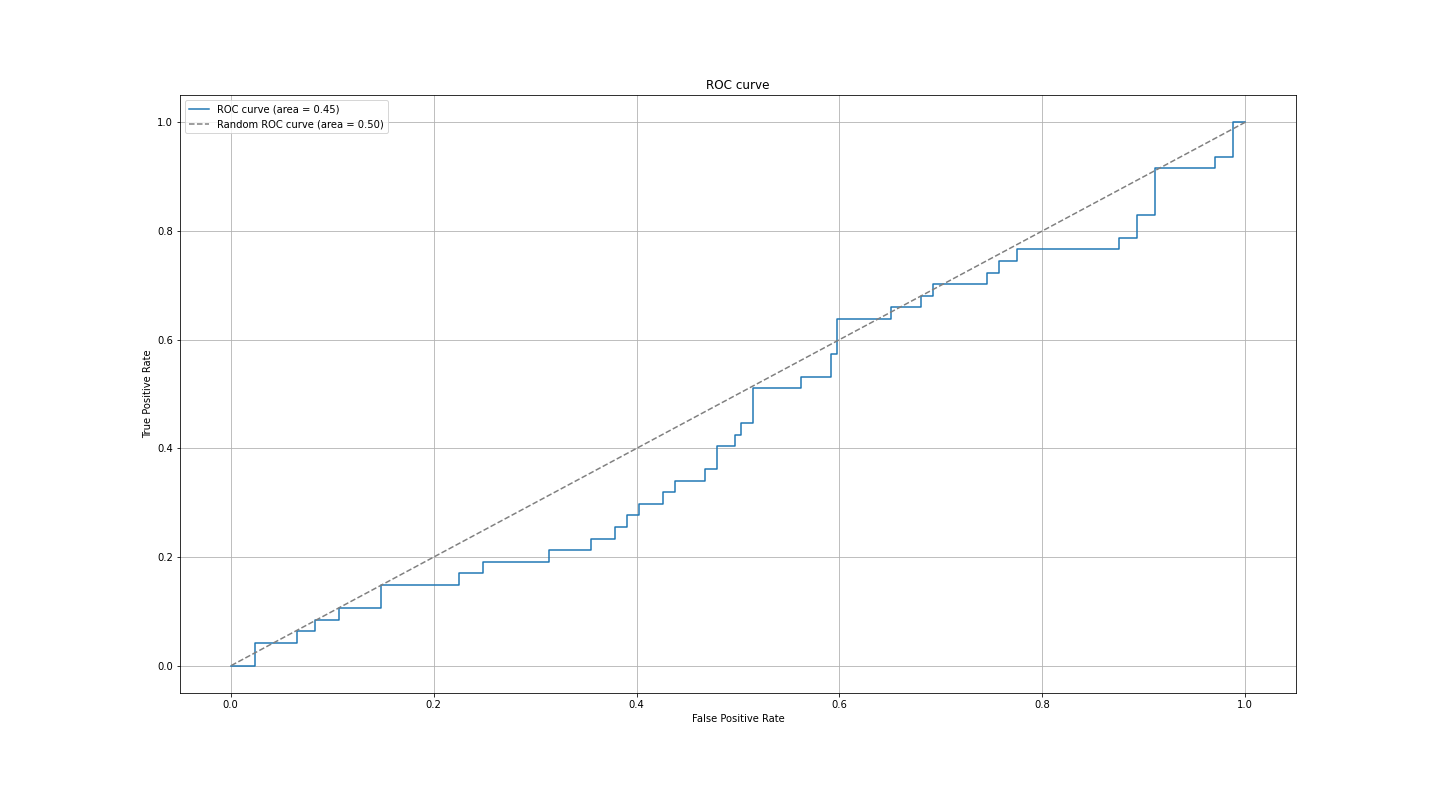 ROC curve
ROC curve (area = 0.45)
Random ROC curve (area = 0.50)
1.0
0.8
0.6
0.4
0.2
0.0
True Positive Rate
0.0 0.2 0.4 0.6 0.8 1.0
False Positive Rate